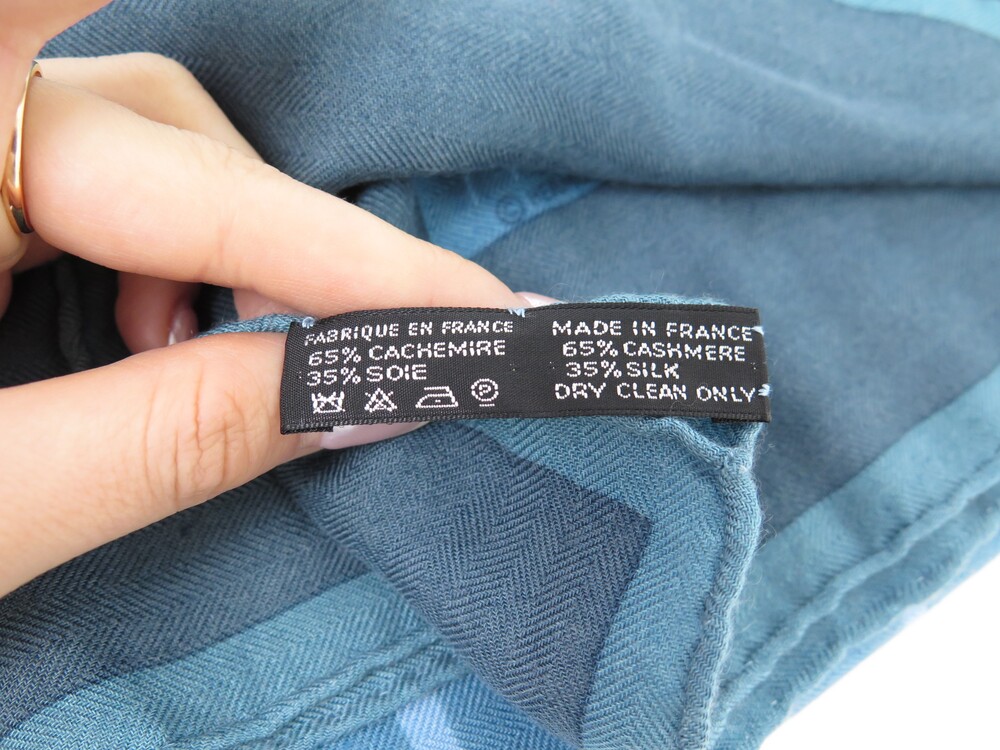 FABRIQUE EN FRANCE
65% CACHEMIRE
35% SOIE
P
MADE IN FRANCE
65% CASHMERE
35% SILK
DRY CLEAN ONLY